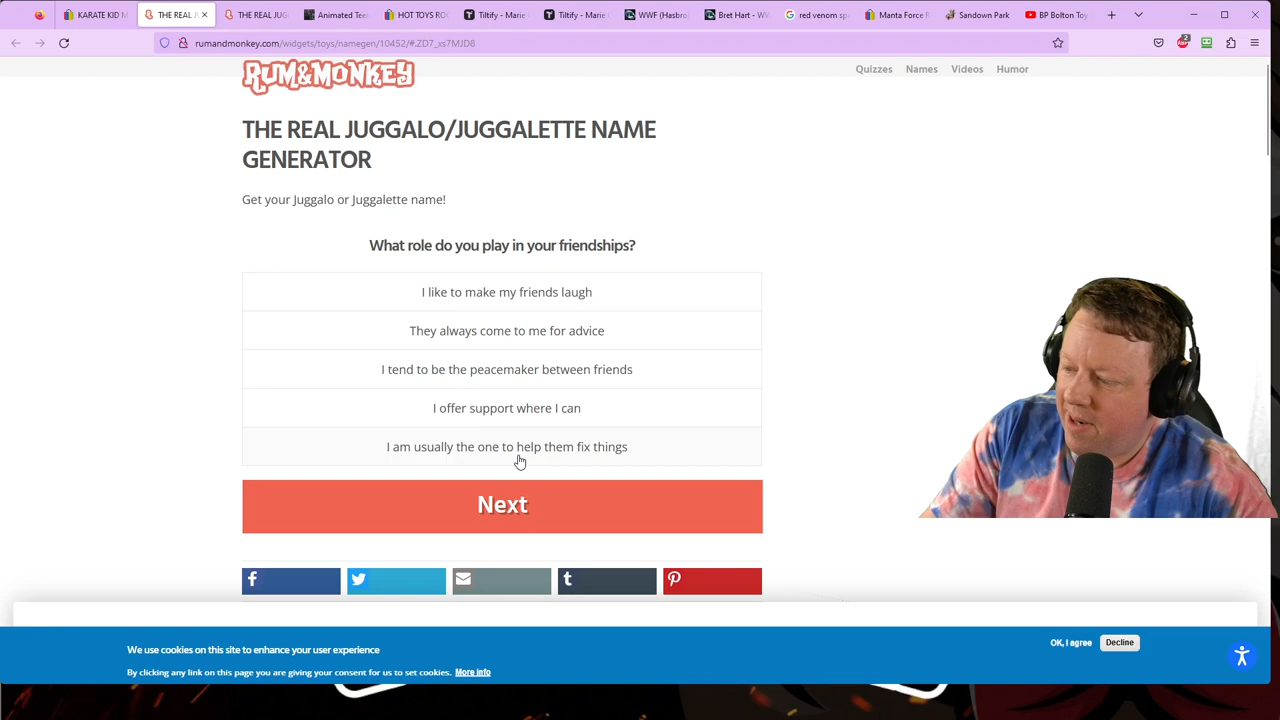 KARATE KID M
THE REAL J
THE REAL JUGG
Animated Tee
HOT TOYS RO
Tiltify - Marie
Tiltify - Marie
WWF (Hasbro)
Bret Hart - WW
red venom sp
Manta Force R
Sandown Park
BP Bolton Toy
rumandmonkey.com/widgets/toys/namegen/10452/#.ZD7_xs7MJD8
2
RUM&MONKEY
Quizzes Names Videos Humor
THE REAL JUGGALO/JUGGALETTE NAME
GENERATOR
Get your Juggalo or Juggalette name!
What role do you play in your friendships?
I like to make my friends laugh
They always come to me for advice
I tend to be the peacemaker between friends
I offer support where I can
I am usually the one to help them fix things
Next
We use cookies on this site to enhance your user experience
OK, I agree Decline
By clicking any link on this page you are giving your consent for us to set cookies. More info